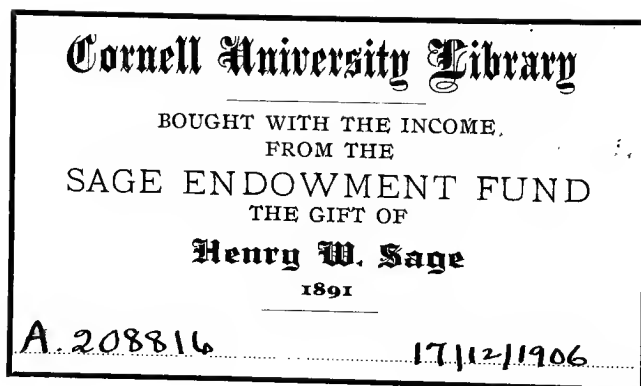 Cornell University Library
BOUGHT WITH THE INCOME
FROM THE
SAGE ENDOWMENT FUND
THE GIFT OF
Henry W. Sage
1891
A. 208816 17/12/1906